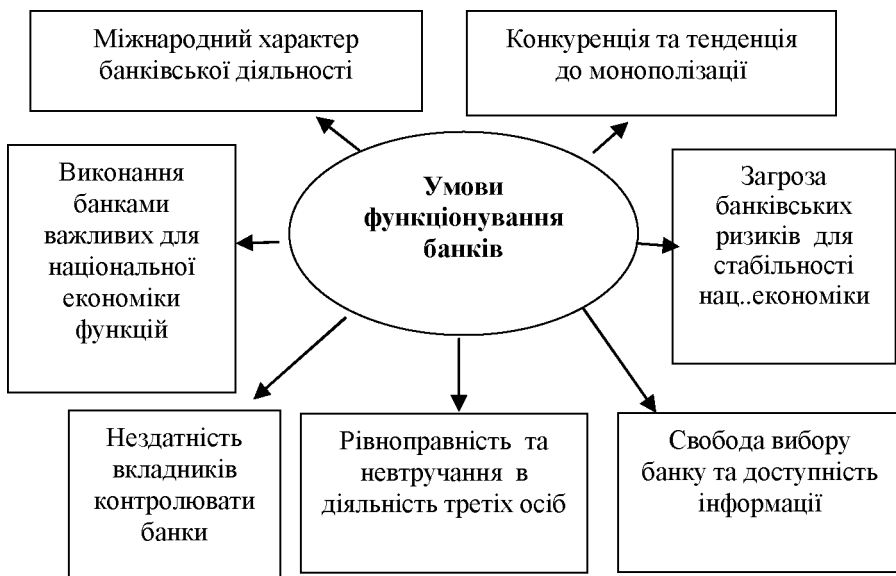 Міжнародний характер
банківської діяльності
Конкуренція та тенденція
до монополізації
Виконання
банками
важливих для
національної
економіки
функцій
Умови
функціонування
банків
Загроза
банківських
ризиків для
стабільності
нац..економіки
Нездатність
вкладників
контролювати
банки
Рівноправність та
невтручання в
діяльність третіх осіб
Свобода вибору
банку та доступність
інформації